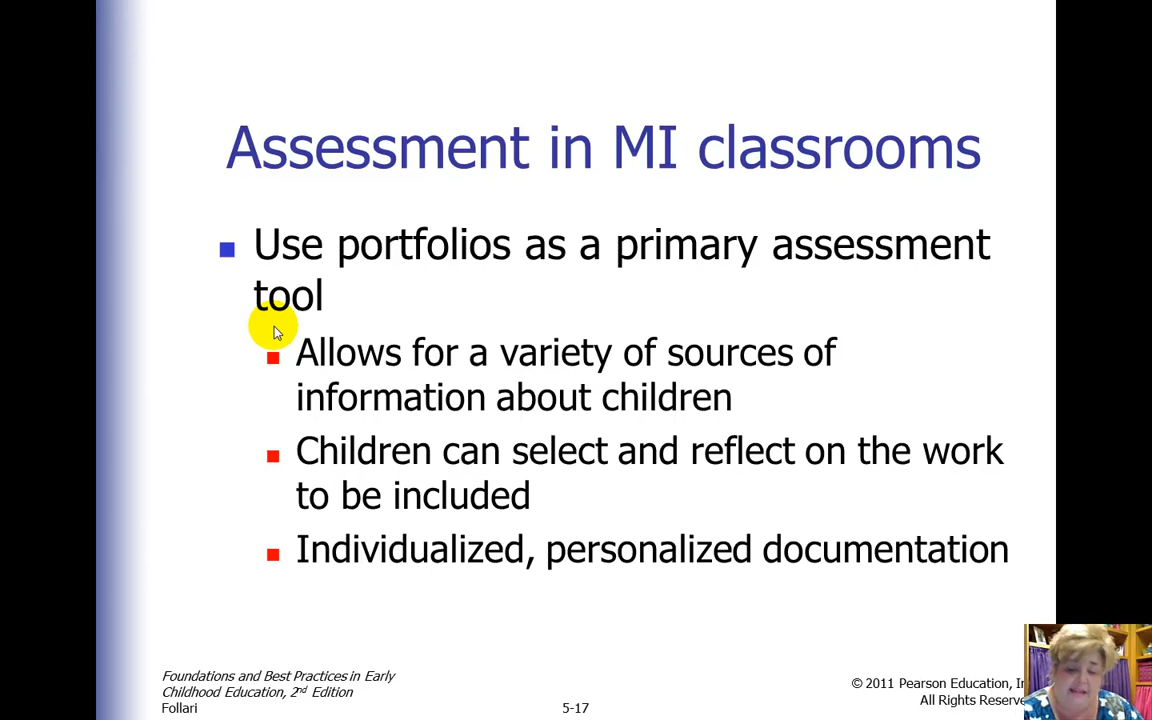 Assessment in MI classrooms
Use portfolios as a primary assessment
tool
Allows for a variety of sources of
information about children
Children can select and reflect on the work
to be included
Individualized, personalized documentation
Foundations and Best Practices in Early
Childhood Education, 2nd Edition
Follari
5-17
© 2011 Pearson Education,
All Rights